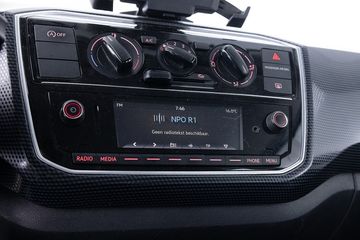 OFF
FM 7:46 16.5°C
NPO R1
Geen radiotekst beschikbaar.
RADIO MEDIA PHONE MENU